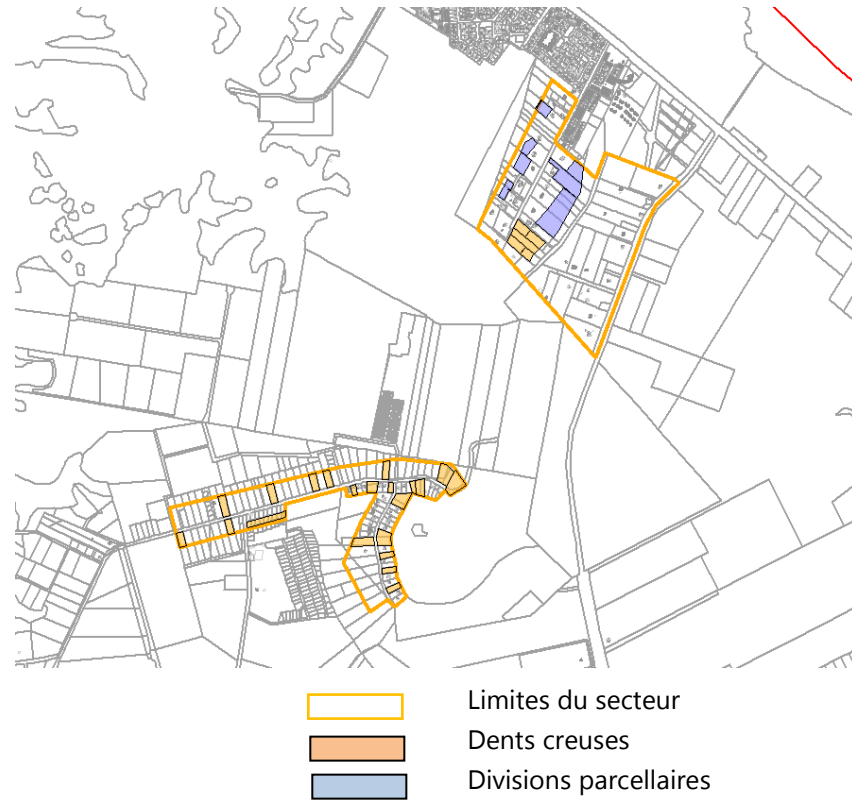 Limites du secteur
Dents creuses
Divisions parcellaires